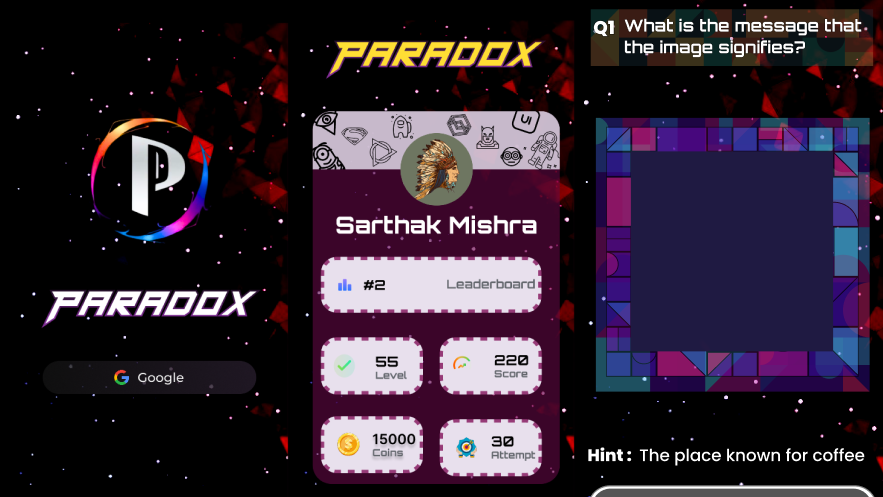 P
PARADOX
Google
PARADOX
UI
Sarthak Mishra
#2 Leaderboard
55
Level
220
Score
15000
Coins
30
Attempt
Q1 What is the message that
the image signifies?
Hint : The place known for coffee